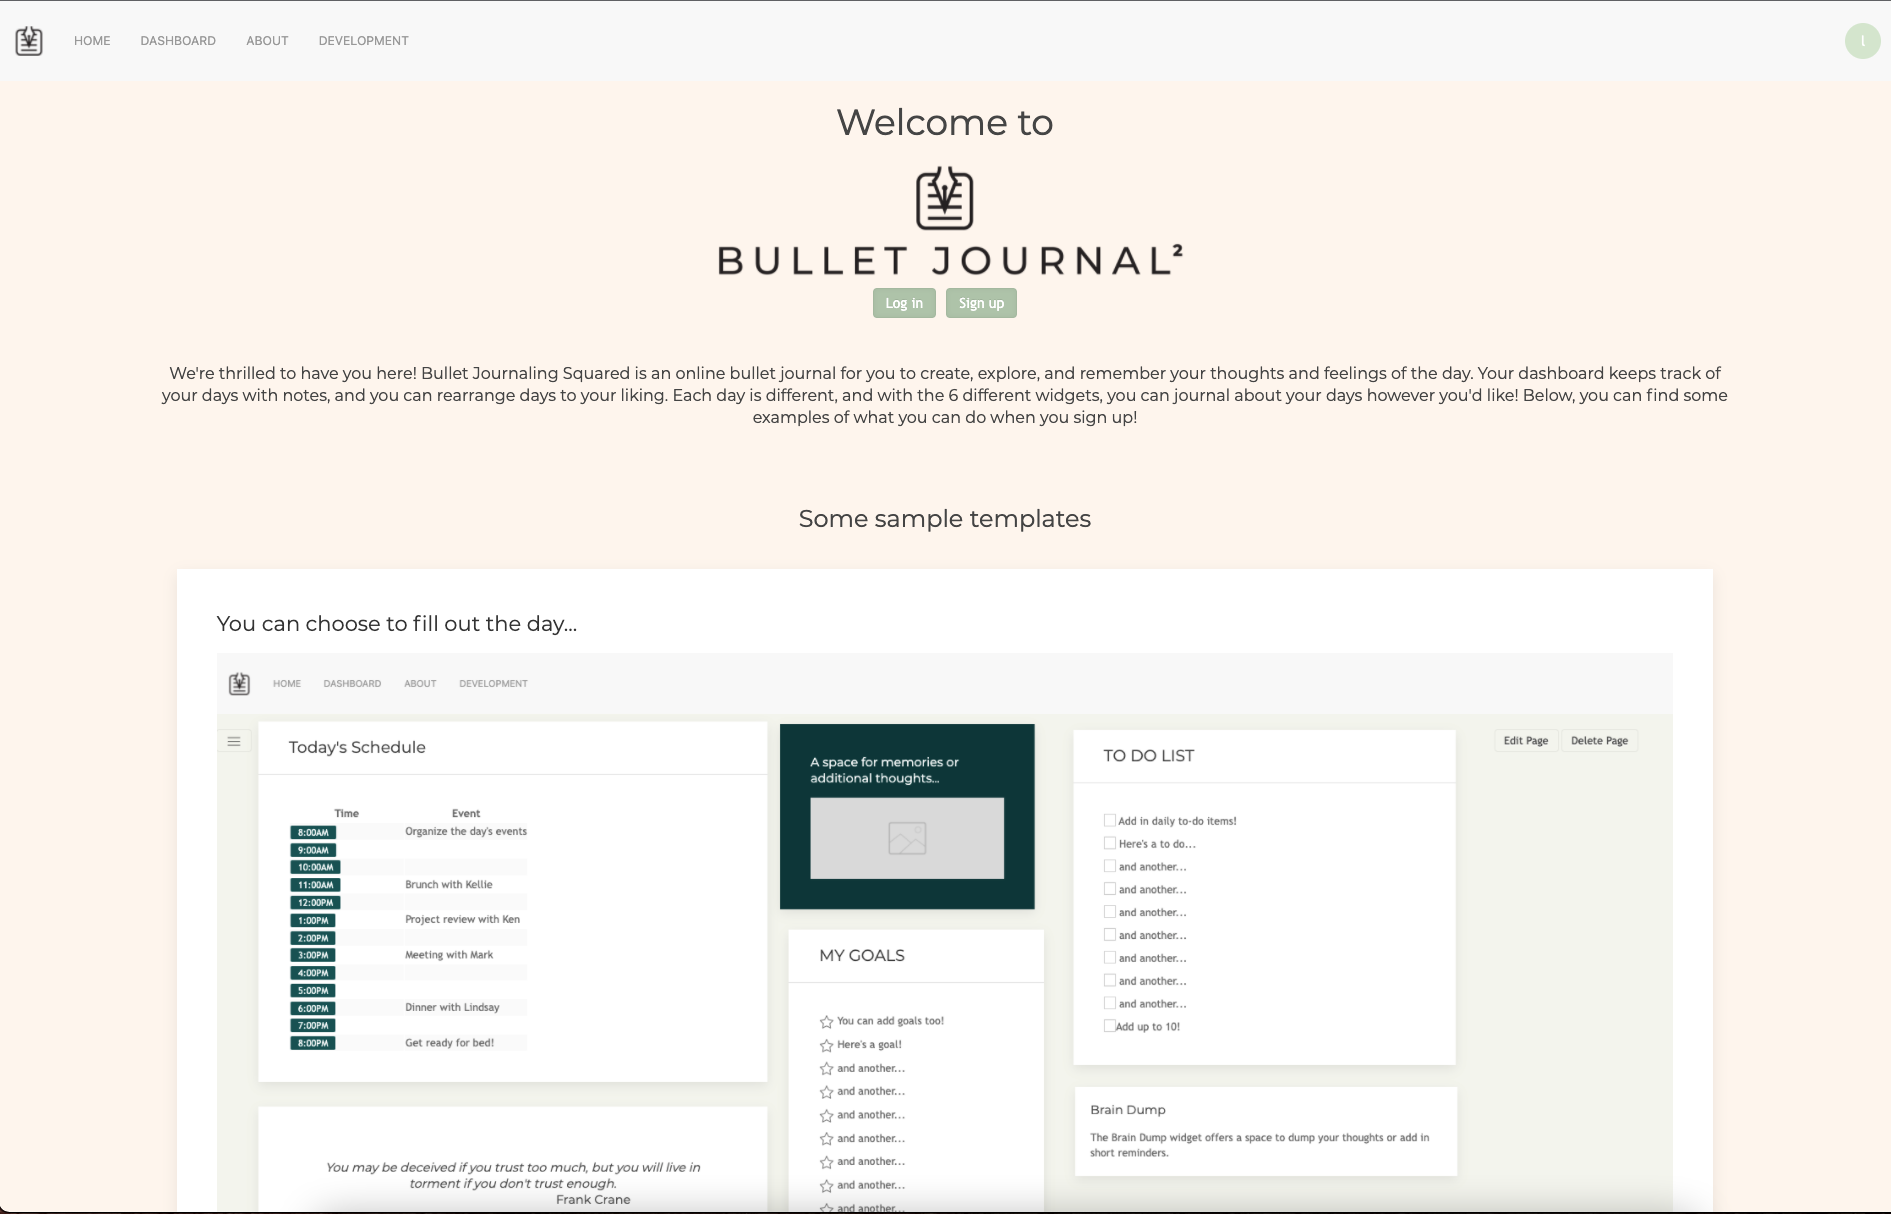 HOME DASHBOARD ABOUT DEVELOPMENT
l
Welcome to
BULLET JOURNAL²
Log in Sign up
We're thrilled to have you here! Bullet Journaling Squared is an online bullet journal for you to create, explore, and remember your thoughts and feelings of the day. Your dashboard keeps track of
your days with notes, and you can rearrange days to your liking. Each day is different, and with the 6 different widgets, you can journal about your days however you'd like! Below, you can find some
examples of what you can do when you sign up!
Some sample templates
You can choose to fill out the day...
HOME DASHBOARD ABOUT DEVELOPMENT
Today's Schedule
Time Event
8:00AM Organize the day's events
9:00AM
10:00AM
11:00AM Brunch with Kellie
12:00PM
1:00PM Project review with Ken
2:00PM
3:00PM Meeting with Mark
4:00PM
5:00PM
6:00PM Dinner with Lindsay
7:00PM
8:00PM Get ready for bed!
You may be deceived if you trust too much, but you will live in
torment if you don't trust enough.
Frank Crane
A space for memories or
additional thoughts...
MY GOALS
You can add goals too!
Here's a goal!
and another...
and another...
and another...
and another...
and another...
and another...
and another...
TO DO LIST
Add in daily to-do items!
Here's a to do...
and another...
and another...
and another...
and another...
and another...
and another...
and another...
Add up to 10!
Brain Dump
The Brain Dump widget offers a space to dump your thoughts or add in
short reminders.
Edit Page Delete Page